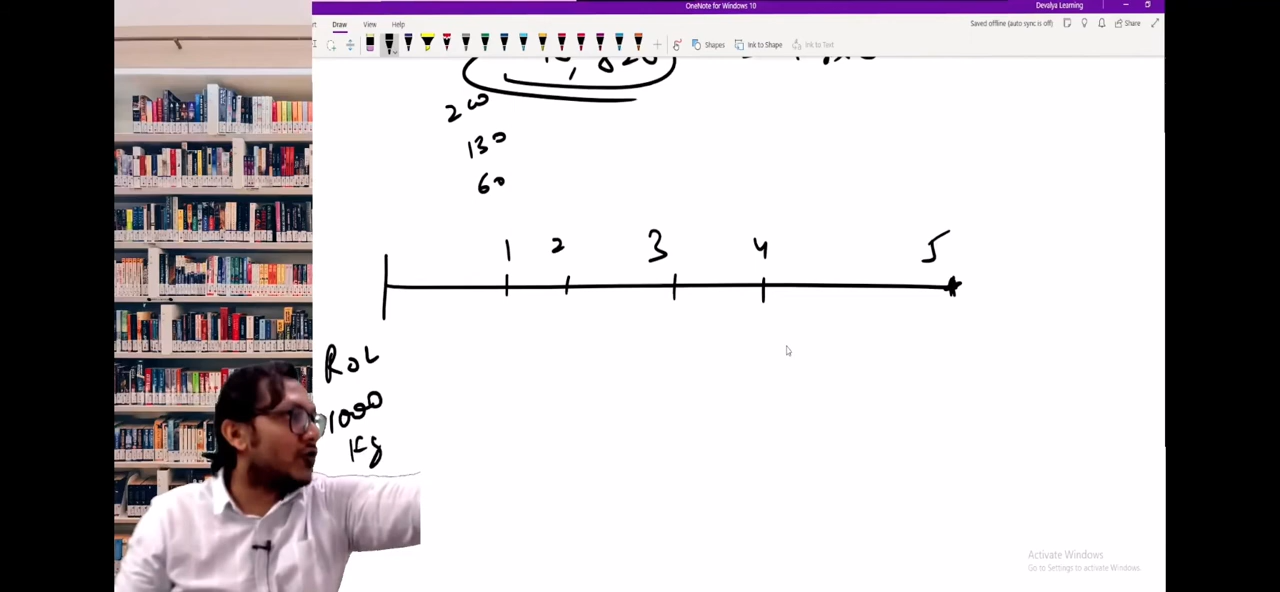 OneNote for Windows 10
Devalya Learning
Draw View Help
Saved offline (auto sync is off)
Share
Shapes
Ink to Shape
Ink to Text
200
130
60
1 2 3 4 5
ROL
1000
Kg
Activate Windows
Go to Settings to activate Windows.